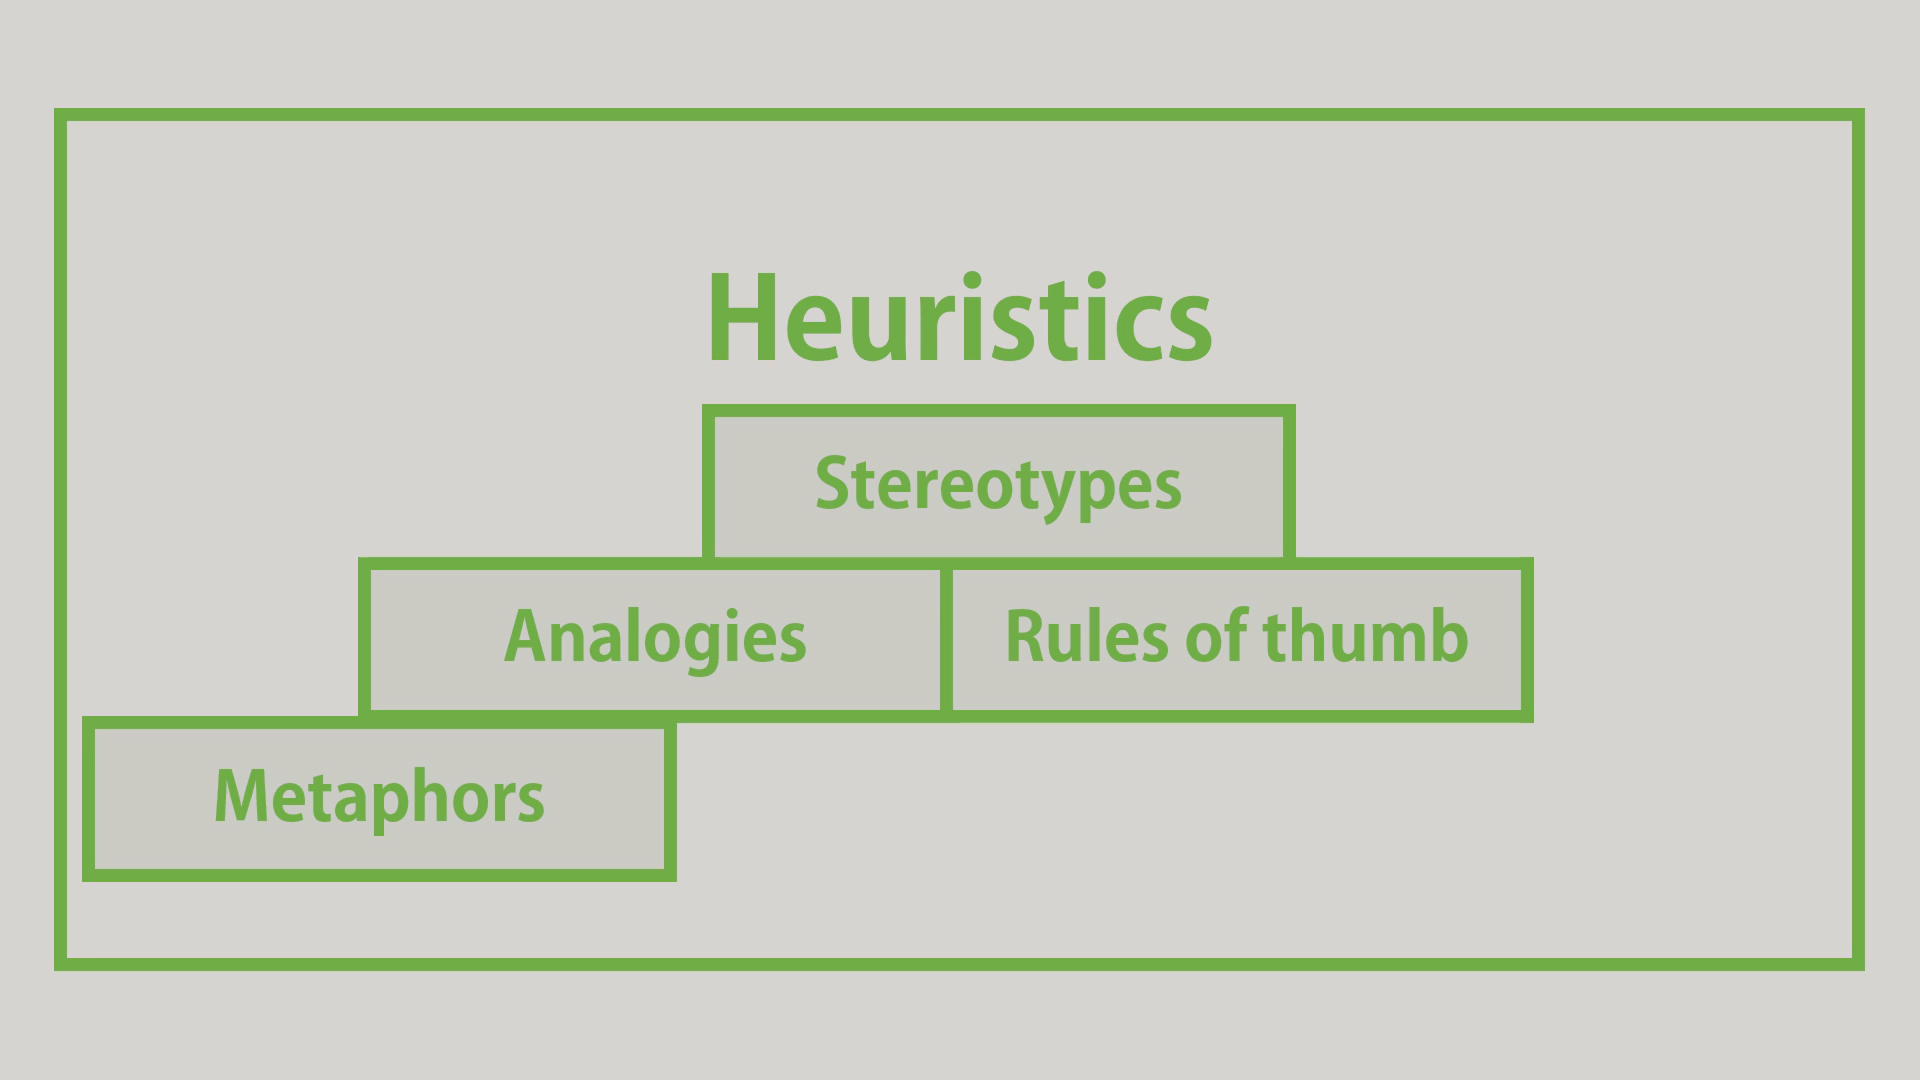 Heuristics
Stereotypes
Analogies
Rules of thumb
Metaphors